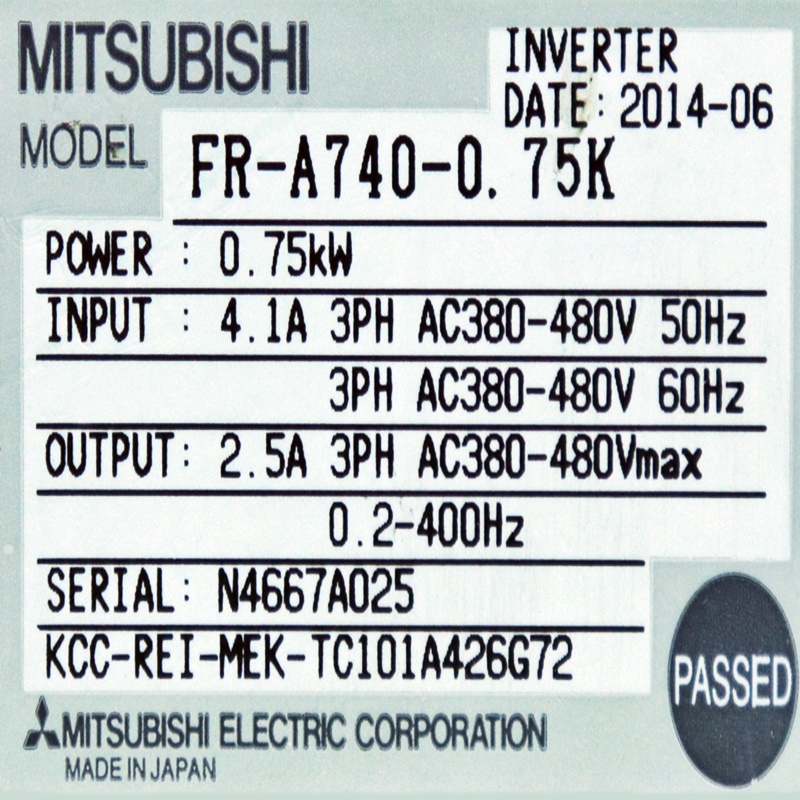 MITSUBISHI
INVERTER
DATE: 2014-06
MODEL FR-A740-0.75K
POWER : 0.75kW
INPUT : 4.1A 3PH AC380-480V 50Hz
3PH AC380-480V 60Hz
OUTPUT: 2.5A 3PH AC380-480Vmax
0.2-400Hz
SERIAL: N4667A025
KCC-REI-MEK-TC101A426G72
PASSED
MITSUBISHI ELECTRIC CORPORATION
MADE IN JAPAN